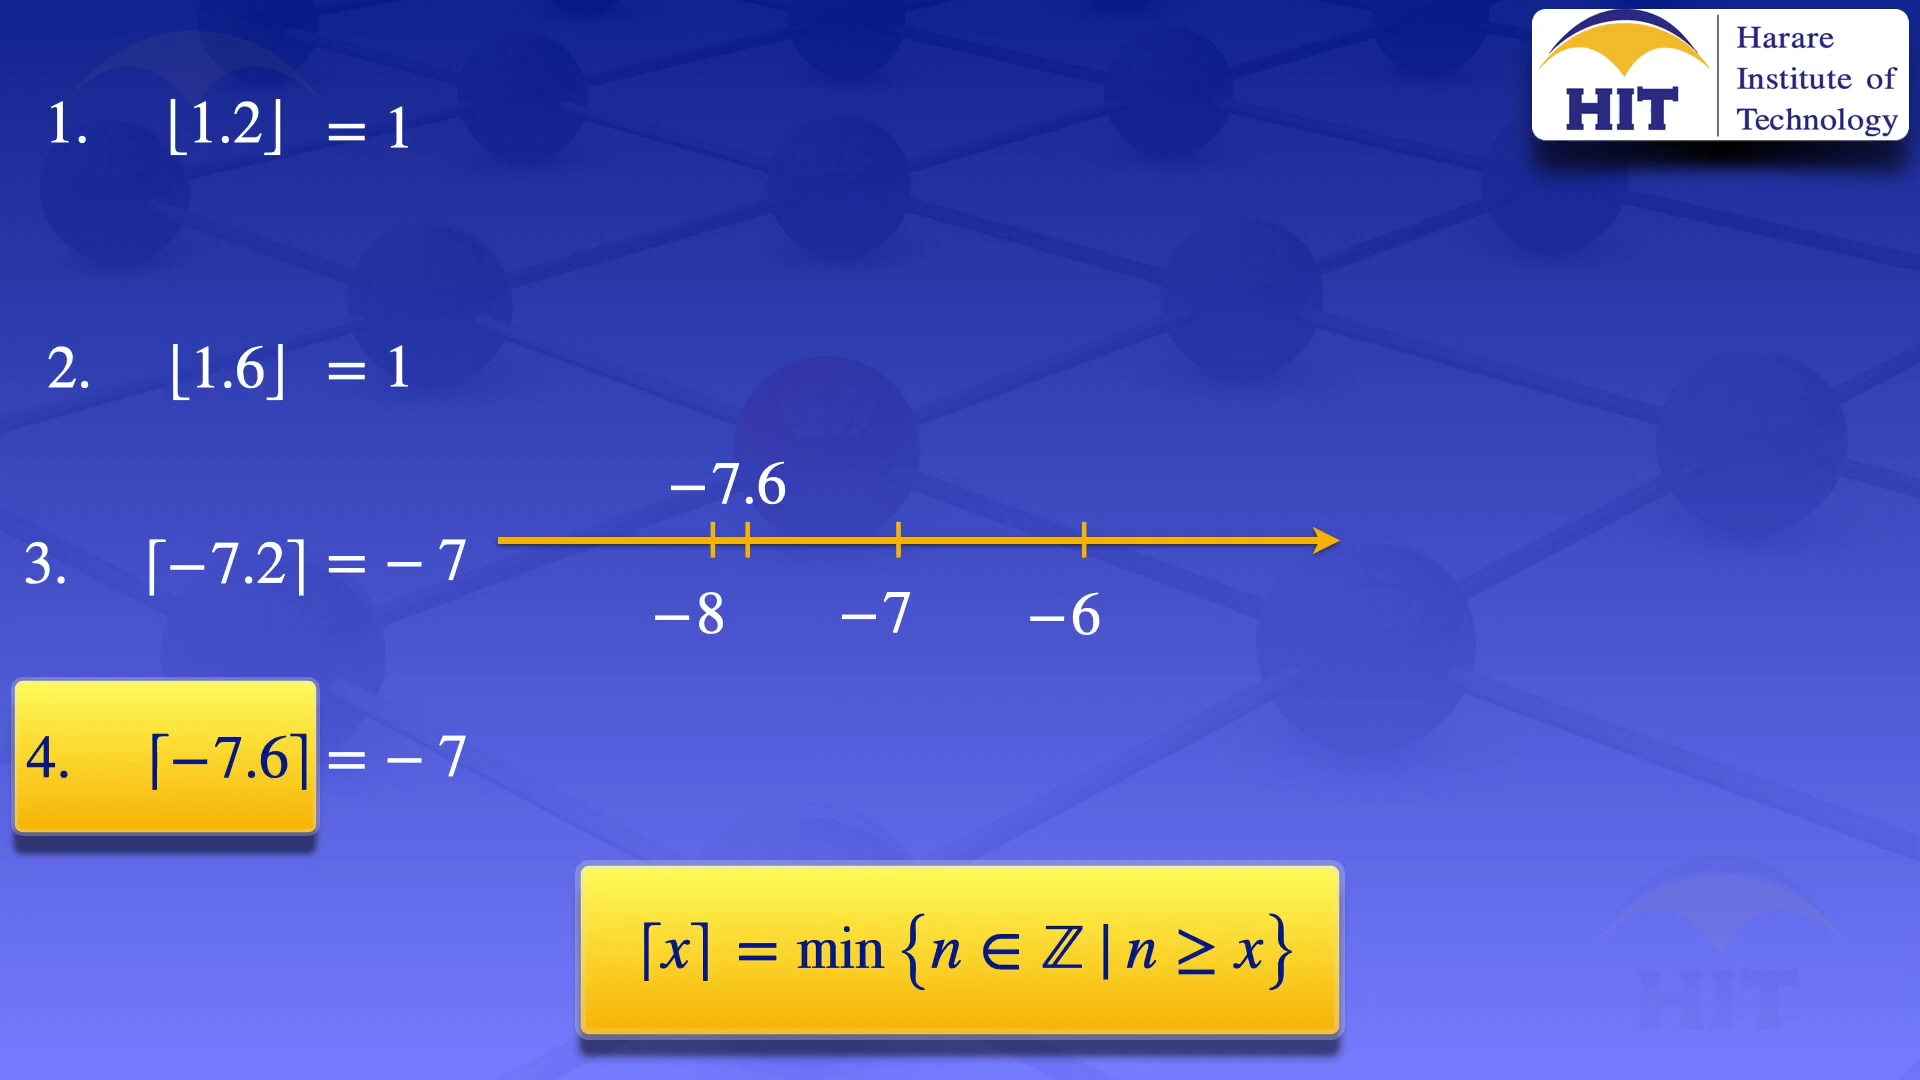 Harare
Institute of
Technology
HIT
1. ⌊1.2⌋ = 1
2. ⌊1.6⌋ = 1
−7.6
3. ⌈−7.2⌉ = − 7
−8 −7 −6
4. ⌈−7.6⌉ = − 7
⌈x⌉ = min {n ∈ ℤ | n ≥ x}
HIT